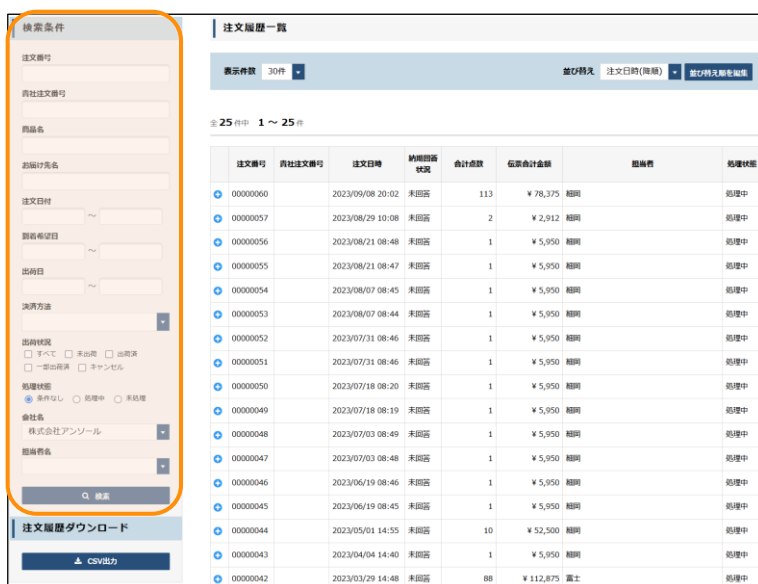 検索条件
注文番号
貴社注文番号
商品名
お届け先名
注文日付
～
到着希望日
～
出荷日
～
決済方法
出荷状況
すべて 未出荷 出荷済
一部出荷済 キャンセル
処理状態
条件なし 処理中 未処理
会社名
株式会社アンソール
担当者名
検索
注文履歴ダウンロード
CSV出力
注文履歴一覧
表示件数 30件 並び替え 注文日時(降順) 並び替え順を編集
全25件中 1 ～ 25件
注文番号 貴社注文番号 注文日時 納期回答状況 合計点数 伝票合計金額 担当者 処理状態
00000060 2023/09/08 20:02 未回答 113 ¥ 78,375 細岡 処理中
00000057 2023/08/29 10:08 未回答 2 ¥ 2,912 細岡 処理中
00000056 2023/08/21 08:48 未回答 1 ¥ 5,950 細岡 処理中
00000055 2023/08/21 08:47 未回答 1 ¥ 5,950 細岡 処理中
00000054 2023/08/07 08:45 未回答 1 ¥ 5,950 細岡 処理中
00000053 2023/08/07 08:44 未回答 1 ¥ 5,950 細岡 処理中
00000052 2023/07/31 08:46 未回答 1 ¥ 5,950 細岡 処理中
00000051 2023/07/31 08:46 未回答 1 ¥ 5,950 細岡 処理中
00000050 2023/07/18 08:20 未回答 1 ¥ 5,950 細岡 処理中
00000049 2023/07/18 08:19 未回答 1 ¥ 5,950 細岡 処理中
00000048 2023/07/03 08:49 未回答 1 ¥ 5,950 細岡 処理中
00000047 2023/07/03 08:48 未回答 1 ¥ 5,950 細岡 処理中
00000046 2023/06/19 08:46 未回答 1 ¥ 5,950 細岡 処理中
00000045 2023/06/19 08:45 未回答 1 ¥ 5,950 細岡 処理中
00000044 2023/05/01 14:55 未回答 10 ¥ 52,500 細岡 処理中
00000043 2023/04/04 14:40 未回答 1 ¥ 5,950 細岡 処理中
00000042 2023/03/29 14:48 未回答 88 ¥ 112,875 富士 処理中